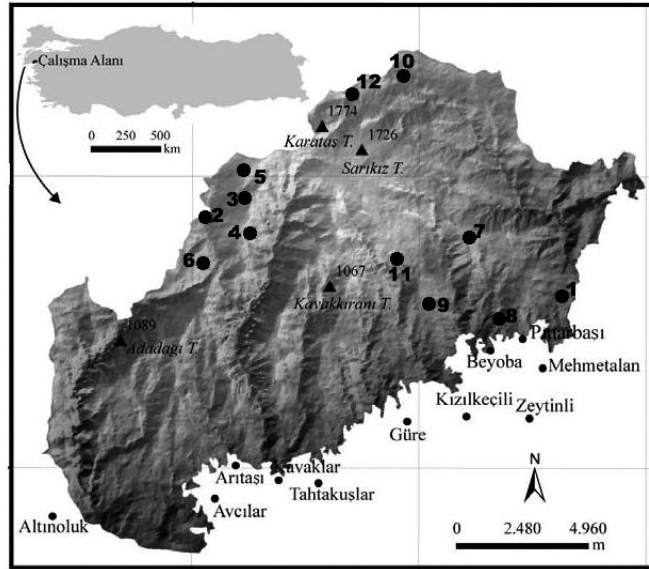 -Çalışma Alanı
0 250 500
km
10
12
1774
Karataş T.
1726
Sarıkız T.
5
3
2
4
7
6
11
1067
Kavakkıranı T.
1
9
8
1089
Adadağı T.
Pınarbaşı
Beyoba
Mehmetalan
Kızılkeçili
Zeytinli
Güre
Arıtaşı
Kavaklar
Tahtakuşlar
Avcılar
Altınoluk
N
0 2.480 4.960
m